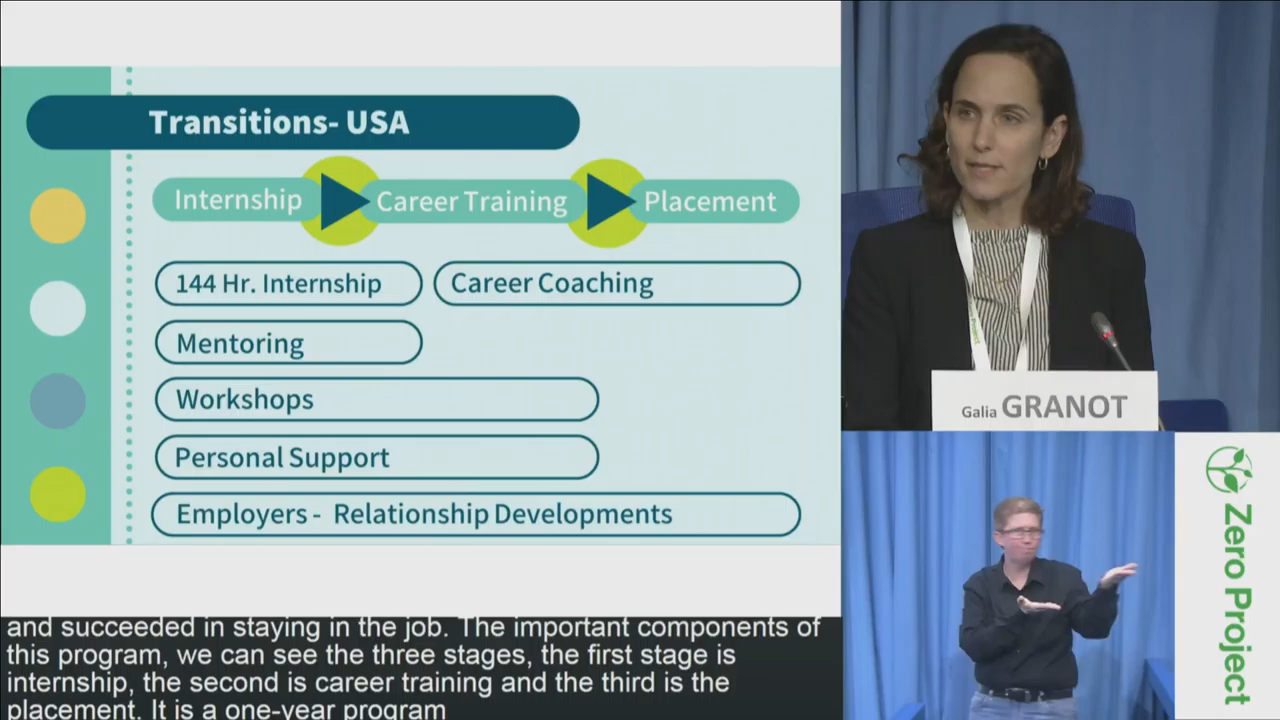 Transitions- USA
Internship
Career Training
Placement
144 Hr. Internship
Career Coaching
Mentoring
Workshops
Personal Support
Employers - Relationship Developments
and succeeded in staying in the job. The important components of
this program, we can see the three stages, the first stage is
internship, the second is career training and the third is the
placement. It is a one-year program
Galia GRANOT
Zero Project